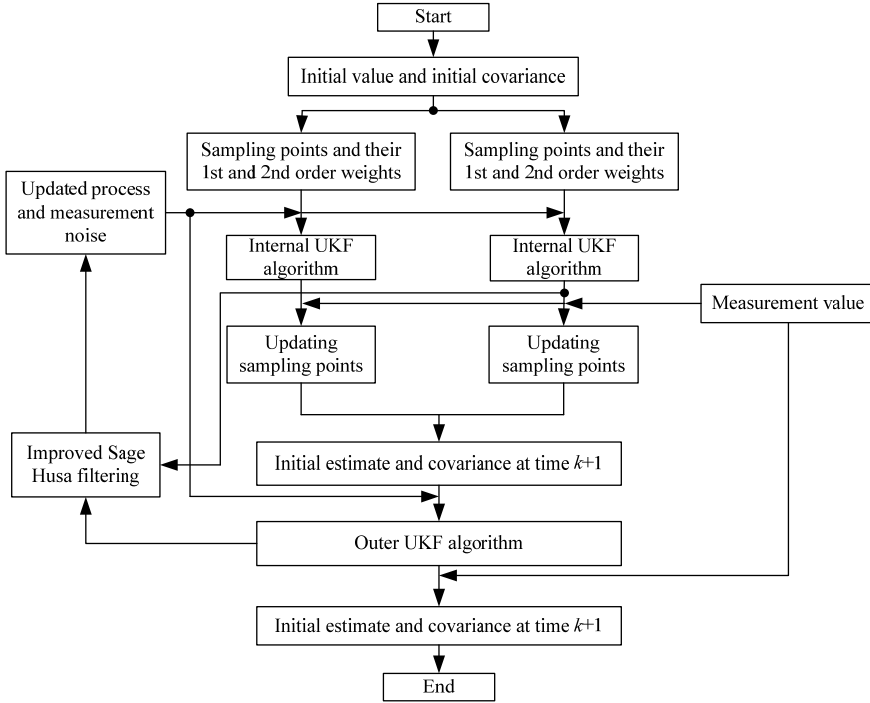 Start
Initial value and initial covariance
Sampling points and their
1st and 2nd order weights
Sampling points and their
1st and 2nd order weights
Updated process
and measurement
noise
Internal UKF
algorithm
Internal UKF
algorithm
Measurement value
Updating
sampling points
Updating
sampling points
Improved Sage
Husa filtering
Initial estimate and covariance at time k+1
Outer UKF algorithm
Initial estimate and covariance at time k+1
End